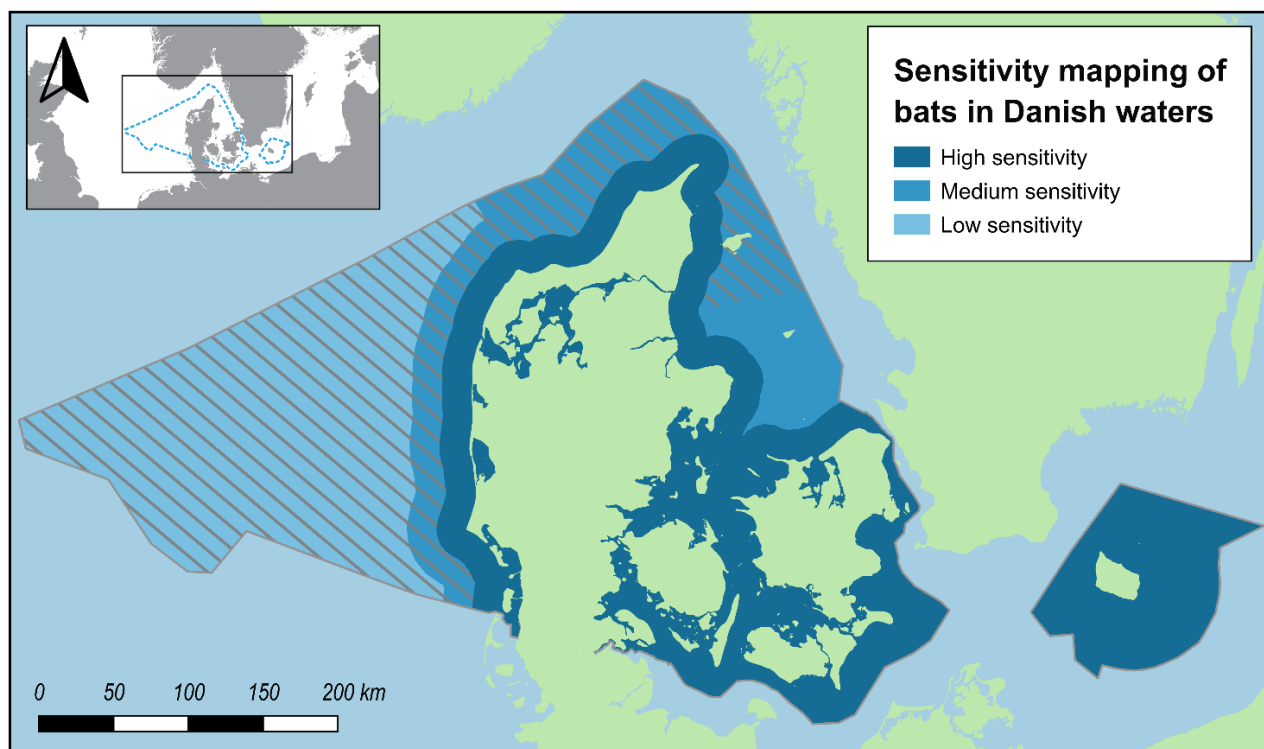 Sensitivity mapping of
bats in Danish waters
High sensitivity
Medium sensitivity
Low sensitivity
0 50 100 150 200 km